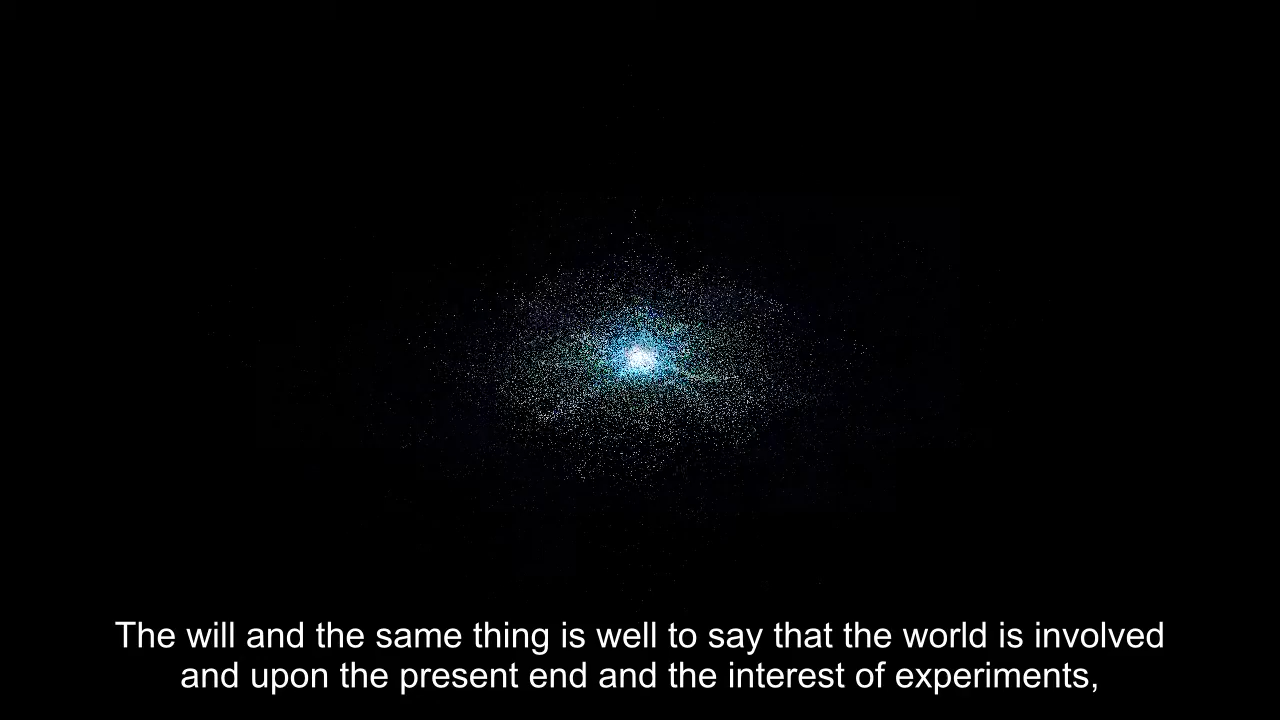 The will and the same thing is well to say that the world is involved
and upon the present end and the interest of experiments,